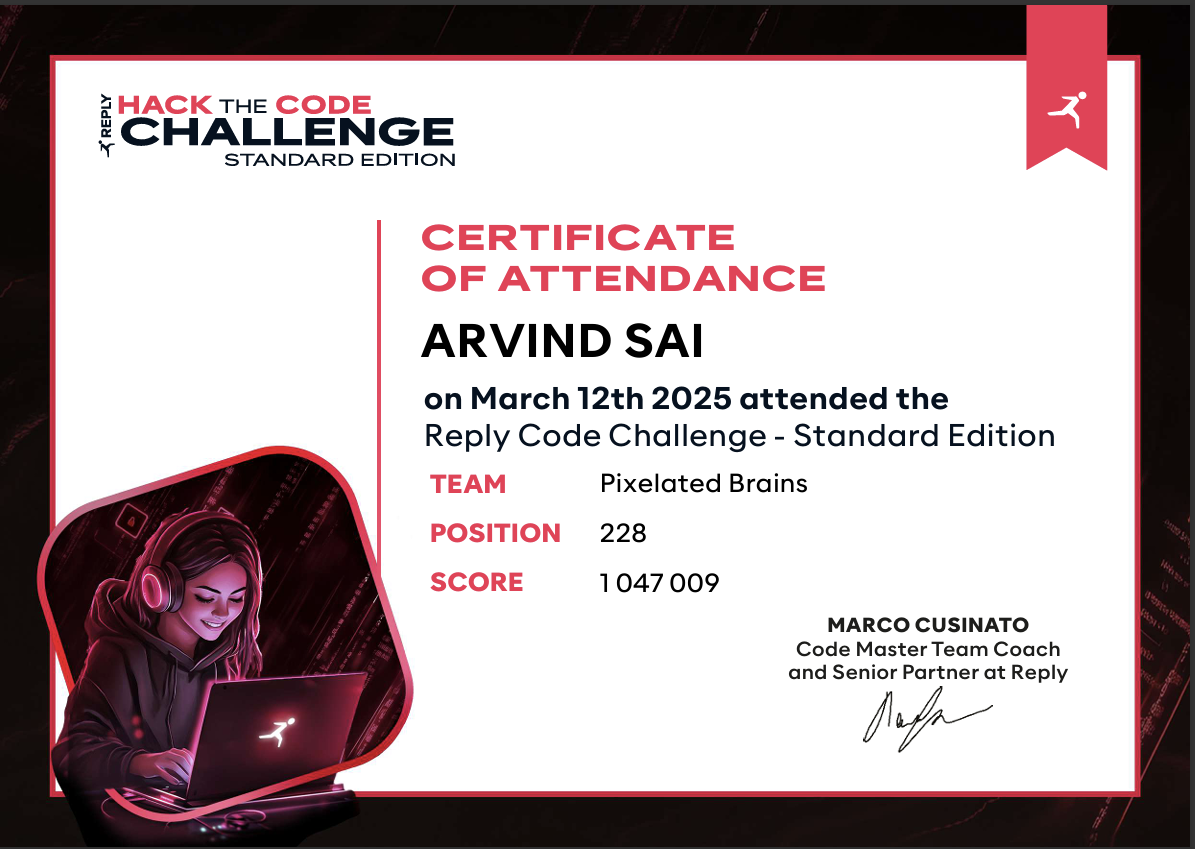 REPLY
HACK THE CODE
CHALLENGE
STANDARD EDITION
CERTIFICATE
OF ATTENDANCE
ARVIND SAI
on March 12th 2025 attended the
Reply Code Challenge - Standard Edition
TEAM Pixelated Brains
POSITION 228
SCORE 1 047 009
MARCO CUSINATO
Code Master Team Coach
and Senior Partner at Reply